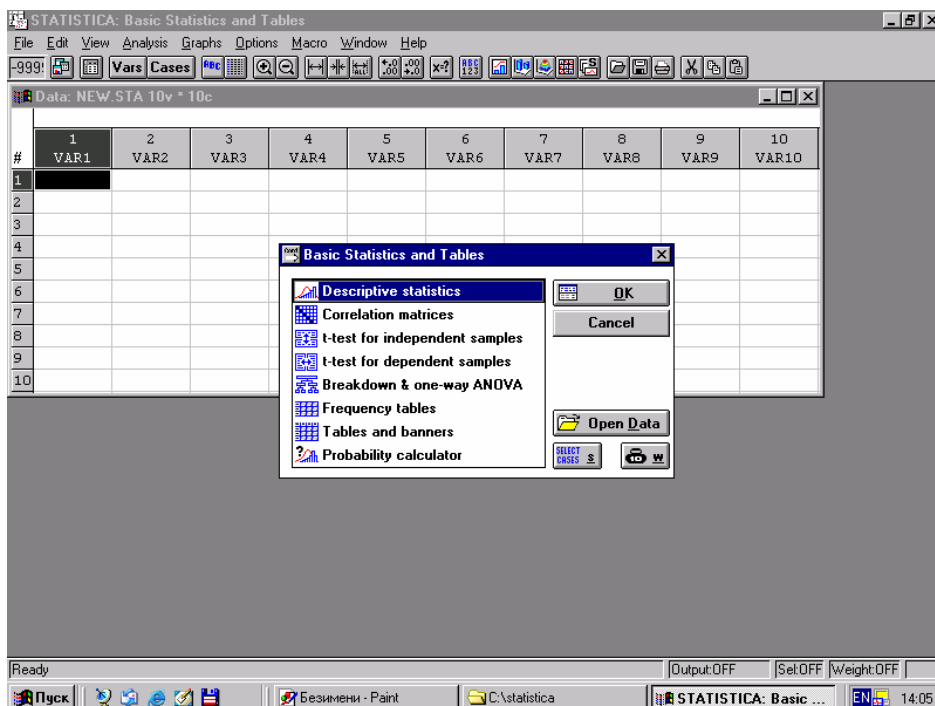 STATISTICA: Basic Statistics and Tables
File Edit View Analysis Graphs Options Macro Window Help
-999! Vars Cases ABC x=? ABC 123
Data: NEW.STA 10v * 10c
1 2 3 4 5 6 7 8 9 10
# VAR1 VAR2 VAR3 VAR4 VAR5 VAR6 VAR7 VAR8 VAR9 VAR10
1
2
3
4
5
6
7
8
9
10
Basic Statistics and Tables
Descriptive statistics
Correlation matrices
t-test for independent samples
t-test for dependent samples
Breakdown & one-way ANOVA
Frequency tables
Tables and banners
Probability calculator
OK
Cancel
Open Data
SELECT CASES S
W
Ready Output:OFF Sel:OFF Weight:OFF
Пуск Безимени - Paint C:\statistica STATISTICA: Basic ... EN 14:05